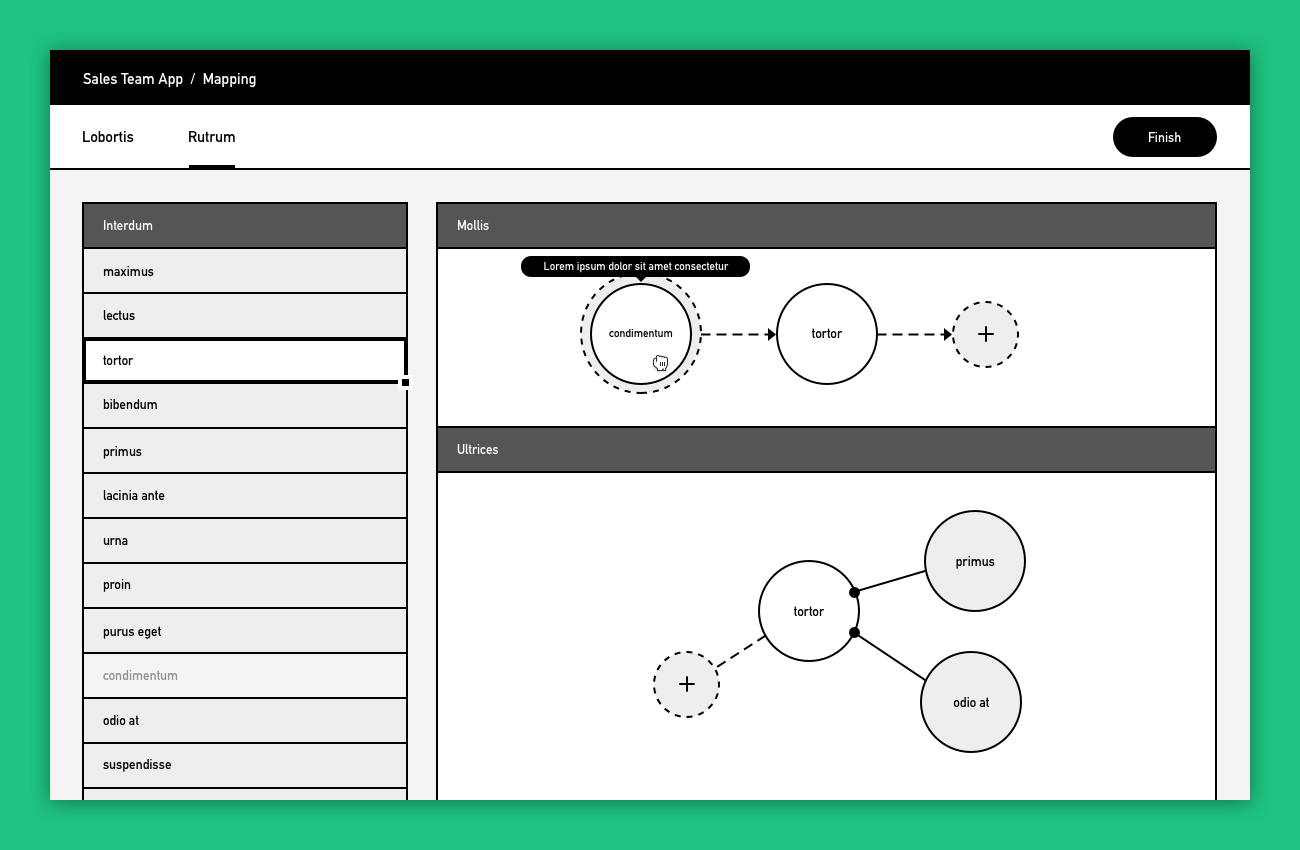 Sales Team App / Mapping
Lobortis
Rutrum
Finish
Interdum
maximus
lectus
tortor
bibendum
primus
lacinia ante
urna
proin
purus eget
condimentum
odio at
suspendisse
Mollis
Lorem ipsum dolor sit amet consectetur
condimentum
tortor
+
Ultrices
tortor
primus
odio at
+